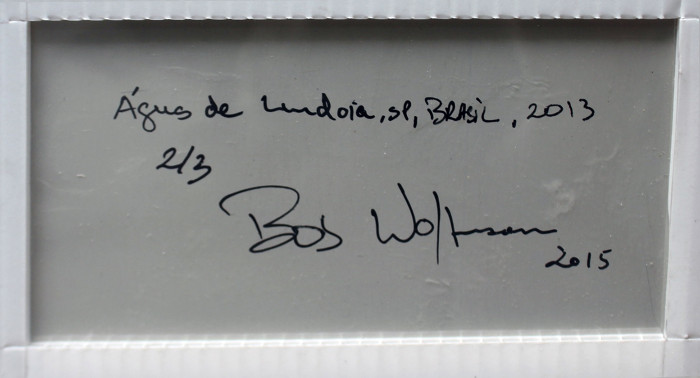 Águas de Lindoia, SP, BRASIL, 2013
2/3
Bob Wolfenson
2015